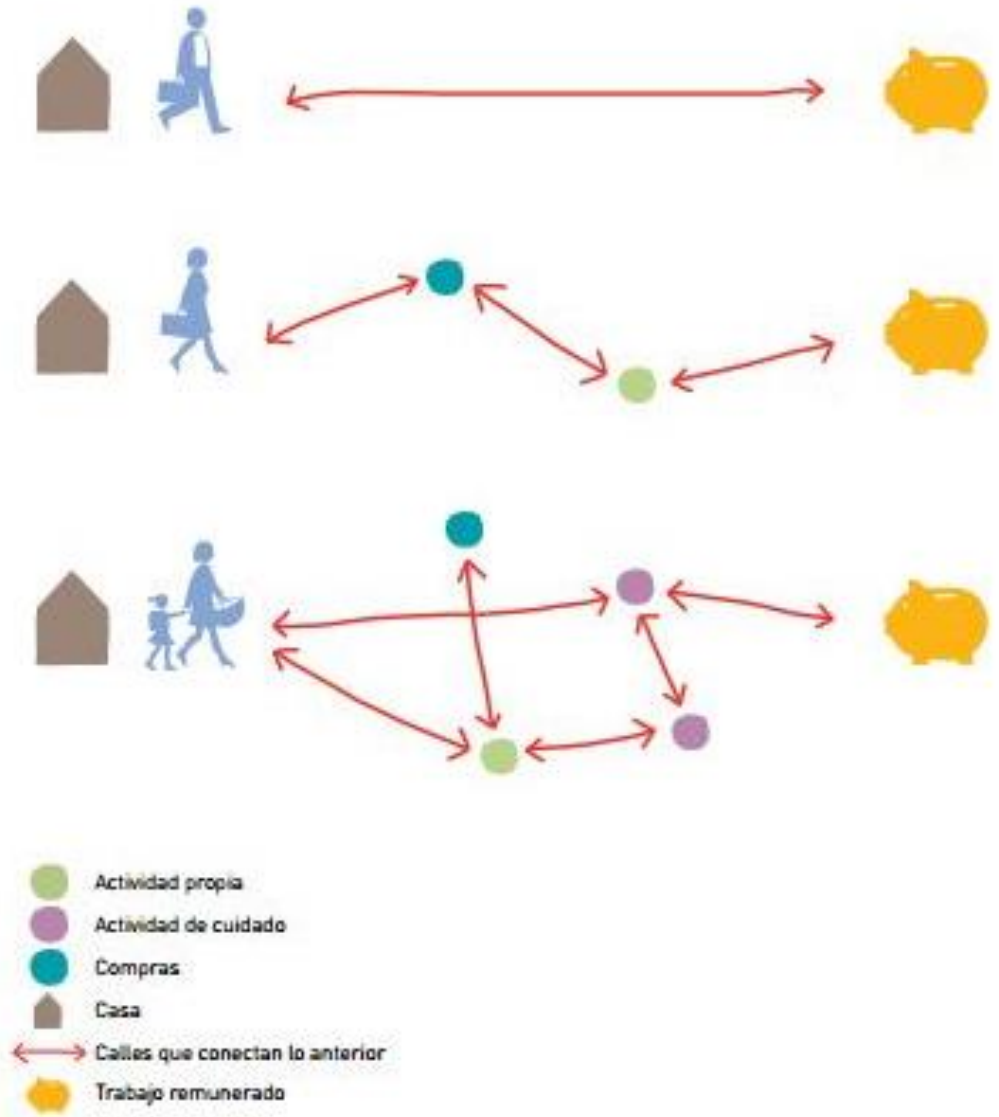 Actividad propia
Actividad de cuidado
Compras
Casa
Calles que conectan lo anterior
Trabajo remunerado